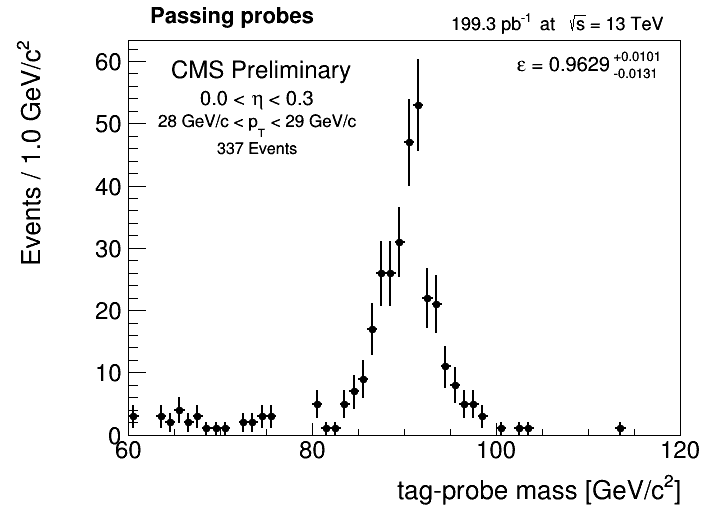 Passing probes
199.3 pb⁻¹ at √s = 13 TeV
CMS Preliminary
0.0 < η < 0.3
28 GeV/c < p_T < 29 GeV/c
337 Events
ε = 0.9629 +0.0101 -0.0131
Events / 1.0 GeV/c²
60
50
40
30
20
10
0
60 80 100 120
tag-probe mass [GeV/c²]